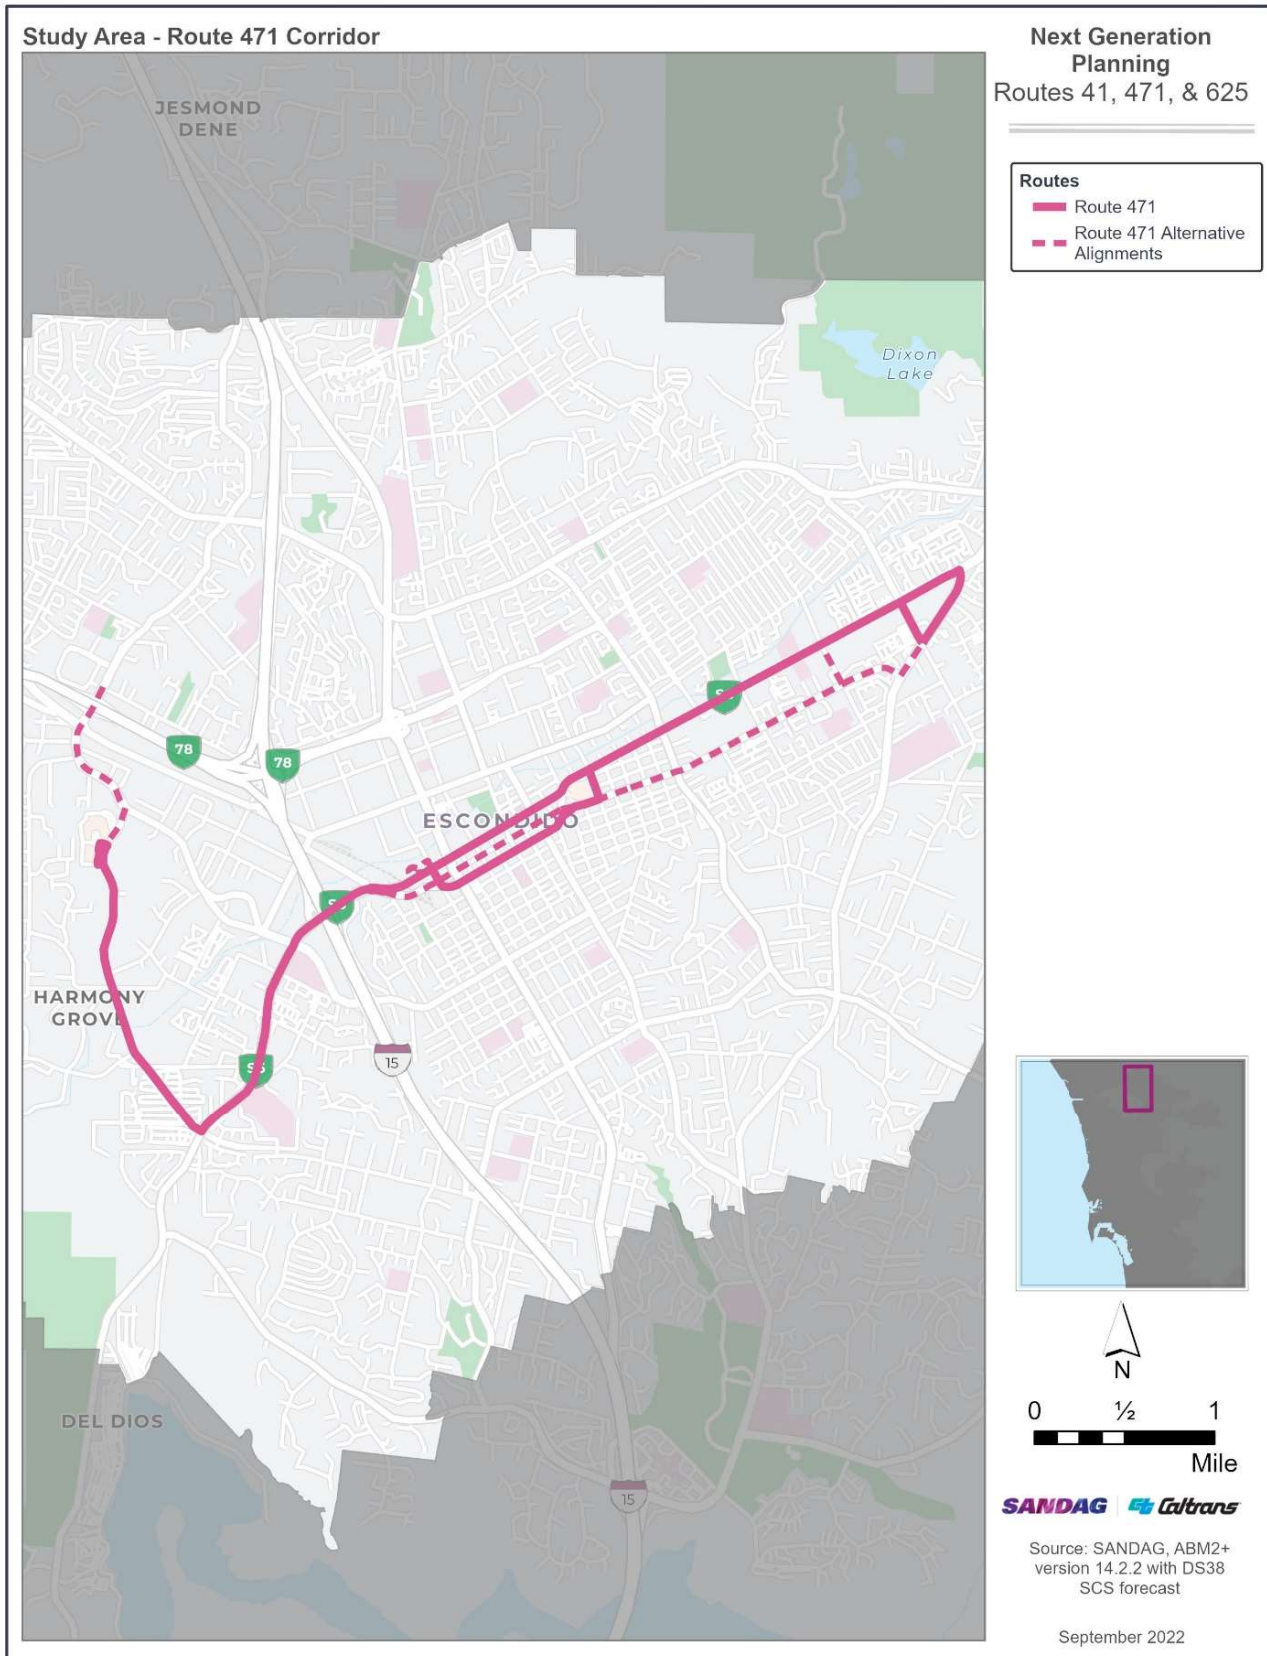 Study Area - Route 471 Corridor
Next Generation
Planning
Routes 41, 471, & 625
Routes
Route 471
Route 471 Alternative
Alignments
JESMOND
DENE
Dixon
Lake
78
78
ESCONDIDO
HARMONY
GROVE
15
DEL DIOS
15
N
0 ½ 1
Mile
SANDAG Caltrans
Source: SANDAG, ABM2+
version 14.2.2 with DS38
SCS forecast
September 2022